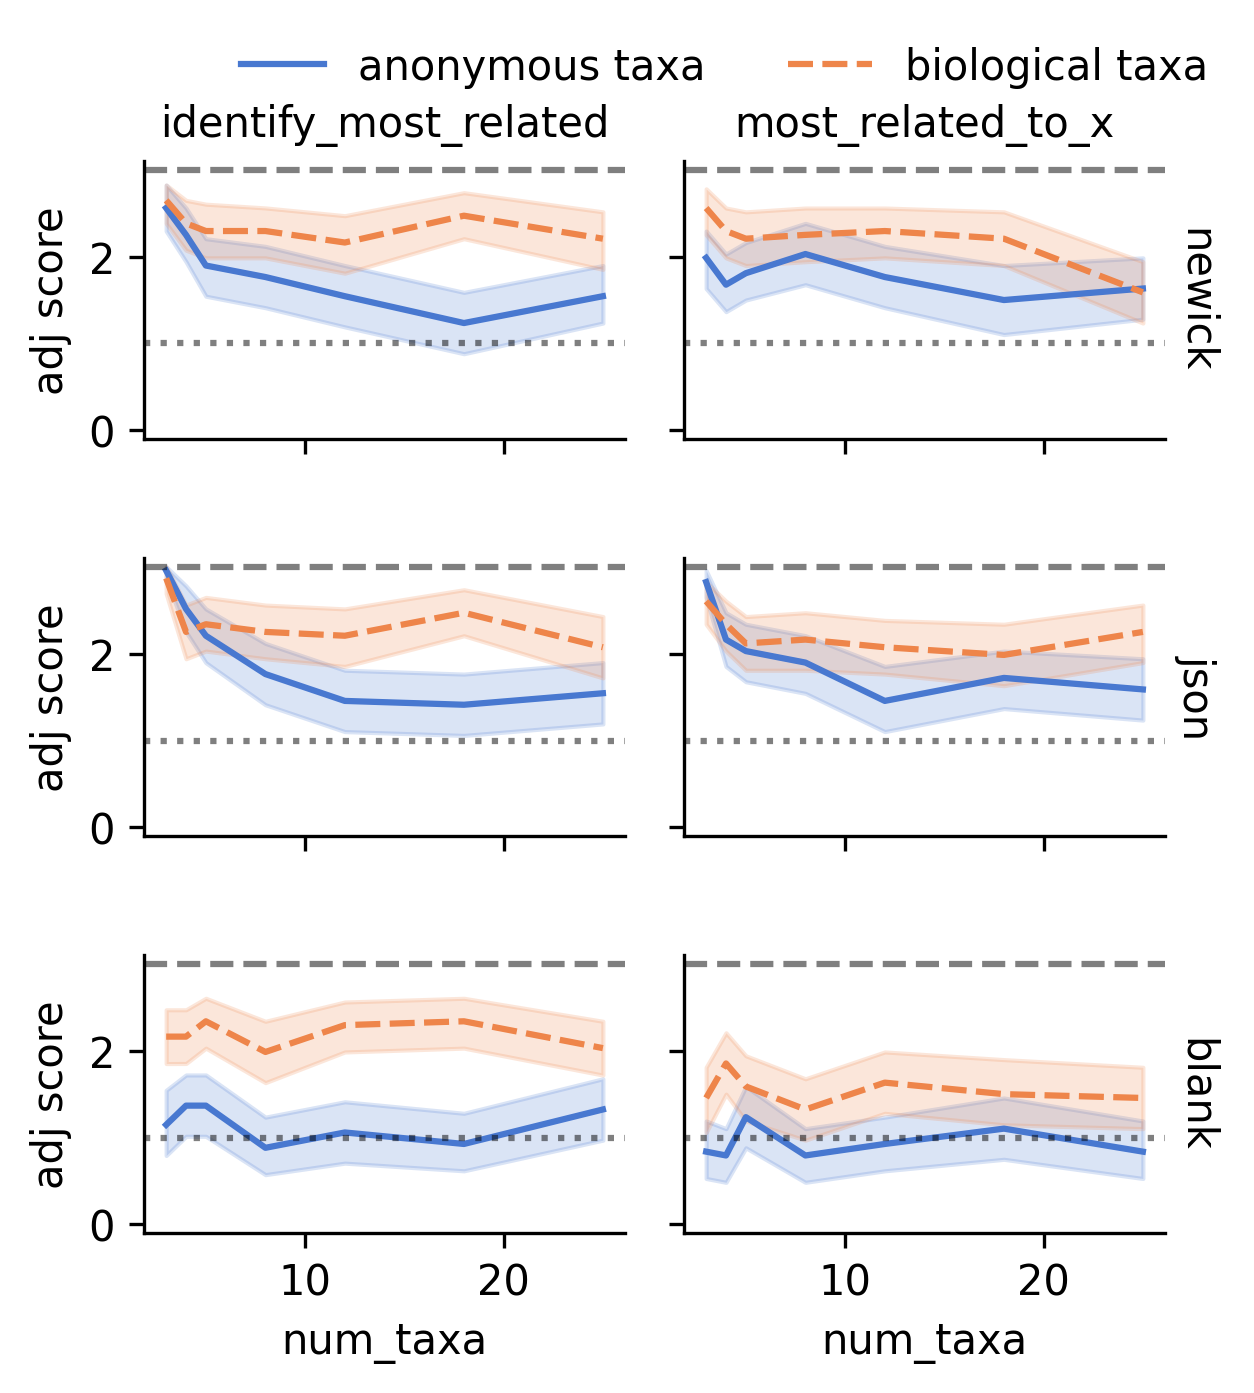 anonymous taxa
biological taxa
identify_most_related
most_related_to_x
adj score
2
0
newick
adj score
2
0
json
adj score
2
0
blank
10
20
10
20
num_taxa
num_taxa